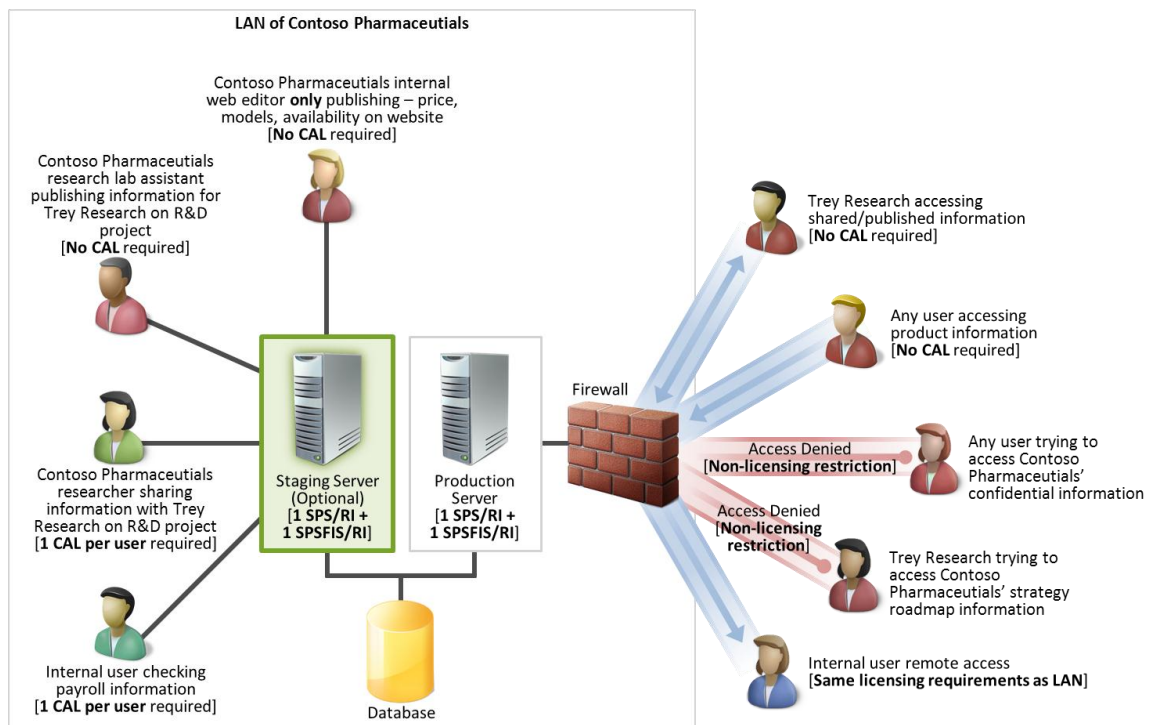 LAN of Contoso Pharmaceutials
Contoso Pharmaceutials internal
web editor only publishing – price,
models, availability on website
[No CAL required]
Contoso Pharmaceutials
research lab assistant
publishing information for
Trey Research on R&D
project
[No CAL required]
Contoso Pharmaceutials
researcher sharing
information with Trey
Research on R&D project
[1 CAL per user required]
Internal user checking
payroll information
[1 CAL per user required]
Staging Server
(Optional)
[1 SPS/RI +
1 SPSFIS/RI]
Production
Server
[1 SPS/RI +
1 SPSFIS/RI]
Database
Firewall
Trey Research accessing
shared/published information
[No CAL required]
Any user accessing
product information
[No CAL required]
Access Denied
[Non-licensing restriction]
Any user trying to
access Contoso
Pharmaceutials’
confidential information
Access Denied
[Non-licensing
restriction]
Trey Research trying to
access Contoso
Pharmaceutials’ strategy
roadmap information
Internal user remote access
[Same licensing requirements as LAN]